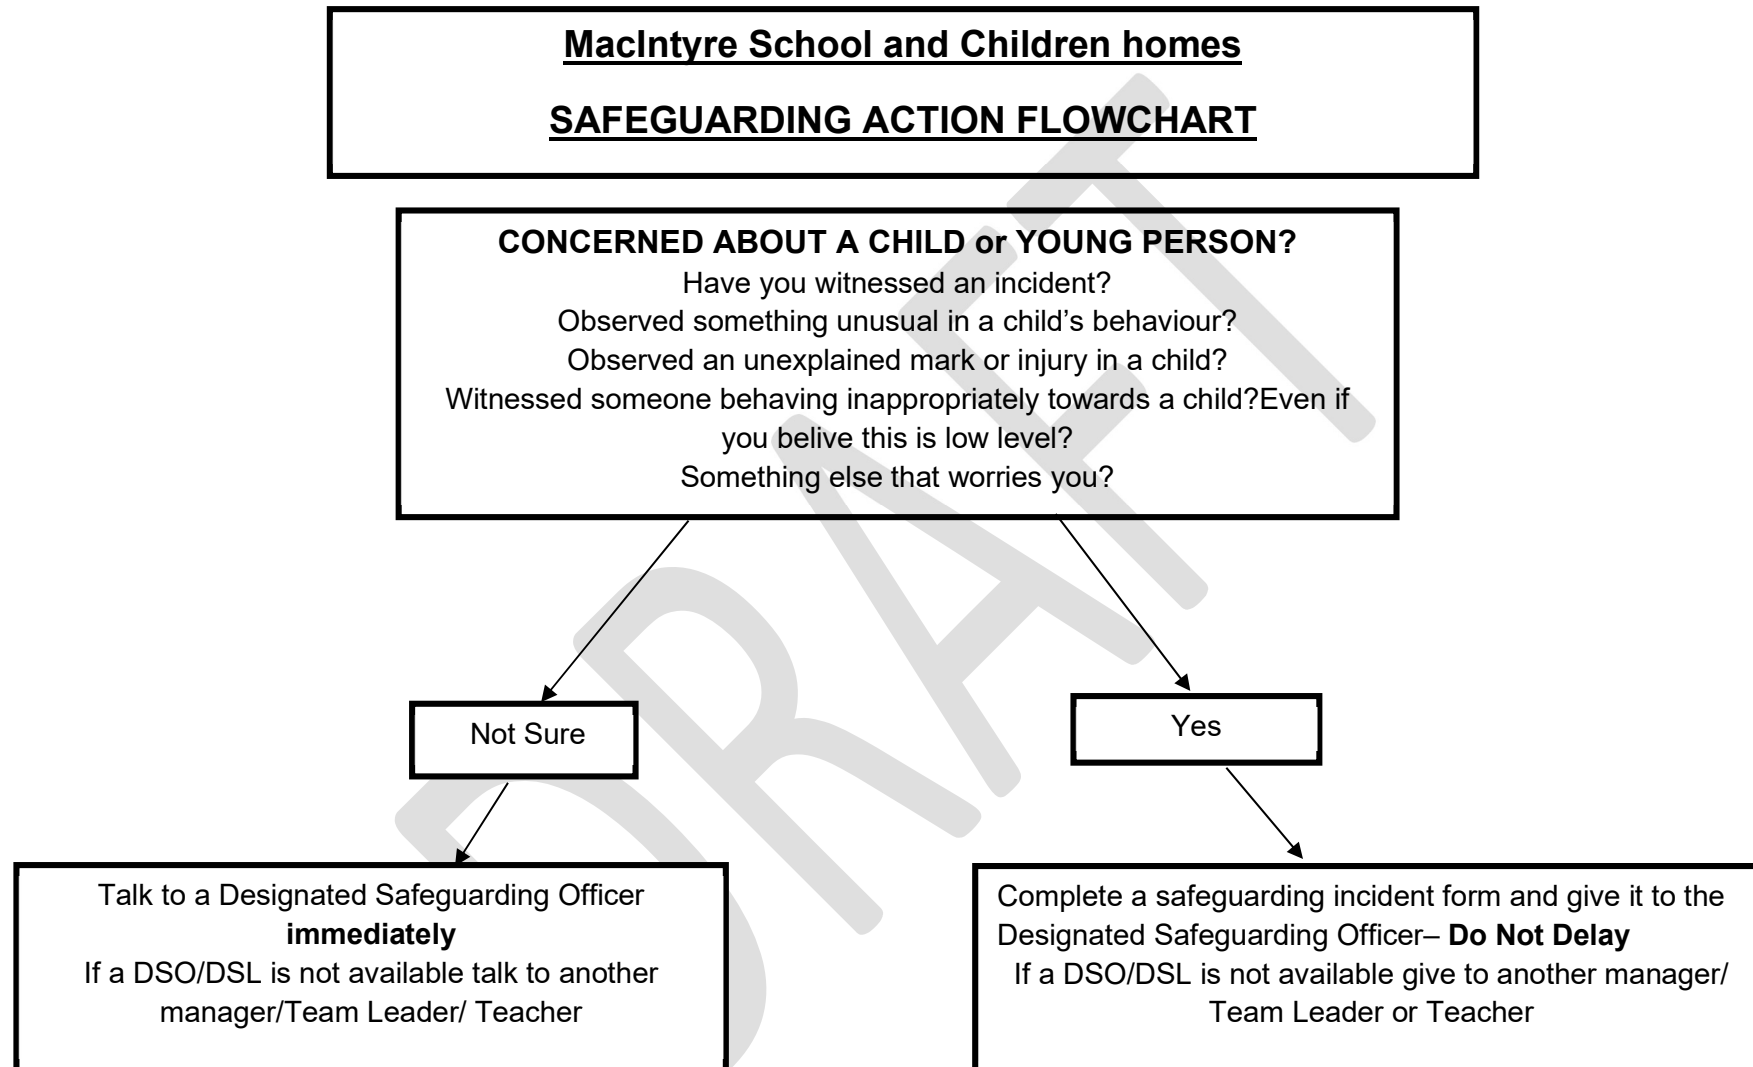 MacIntyre School and Children homes
SAFEGUARDING ACTION FLOWCHART
CONCERNED ABOUT A CHILD or YOUNG PERSON?
Have you witnessed an incident?
Observed something unusual in a child’s behaviour?
Observed an unexplained mark or injury in a child?
Witnessed someone behaving inappropriately towards a child?Even if
you belive this is low level?
Something else that worries you?
Not Sure
Yes
Talk to a Designated Safeguarding Officer
immediately
If a DSO/DSL is not available talk to another
manager/Team Leader/ Teacher
Complete a safeguarding incident form and give it to the
Designated Safeguarding Officer– Do Not Delay
If a DSO/DSL is not available give to another manager/
Team Leader or Teacher
DRAFT